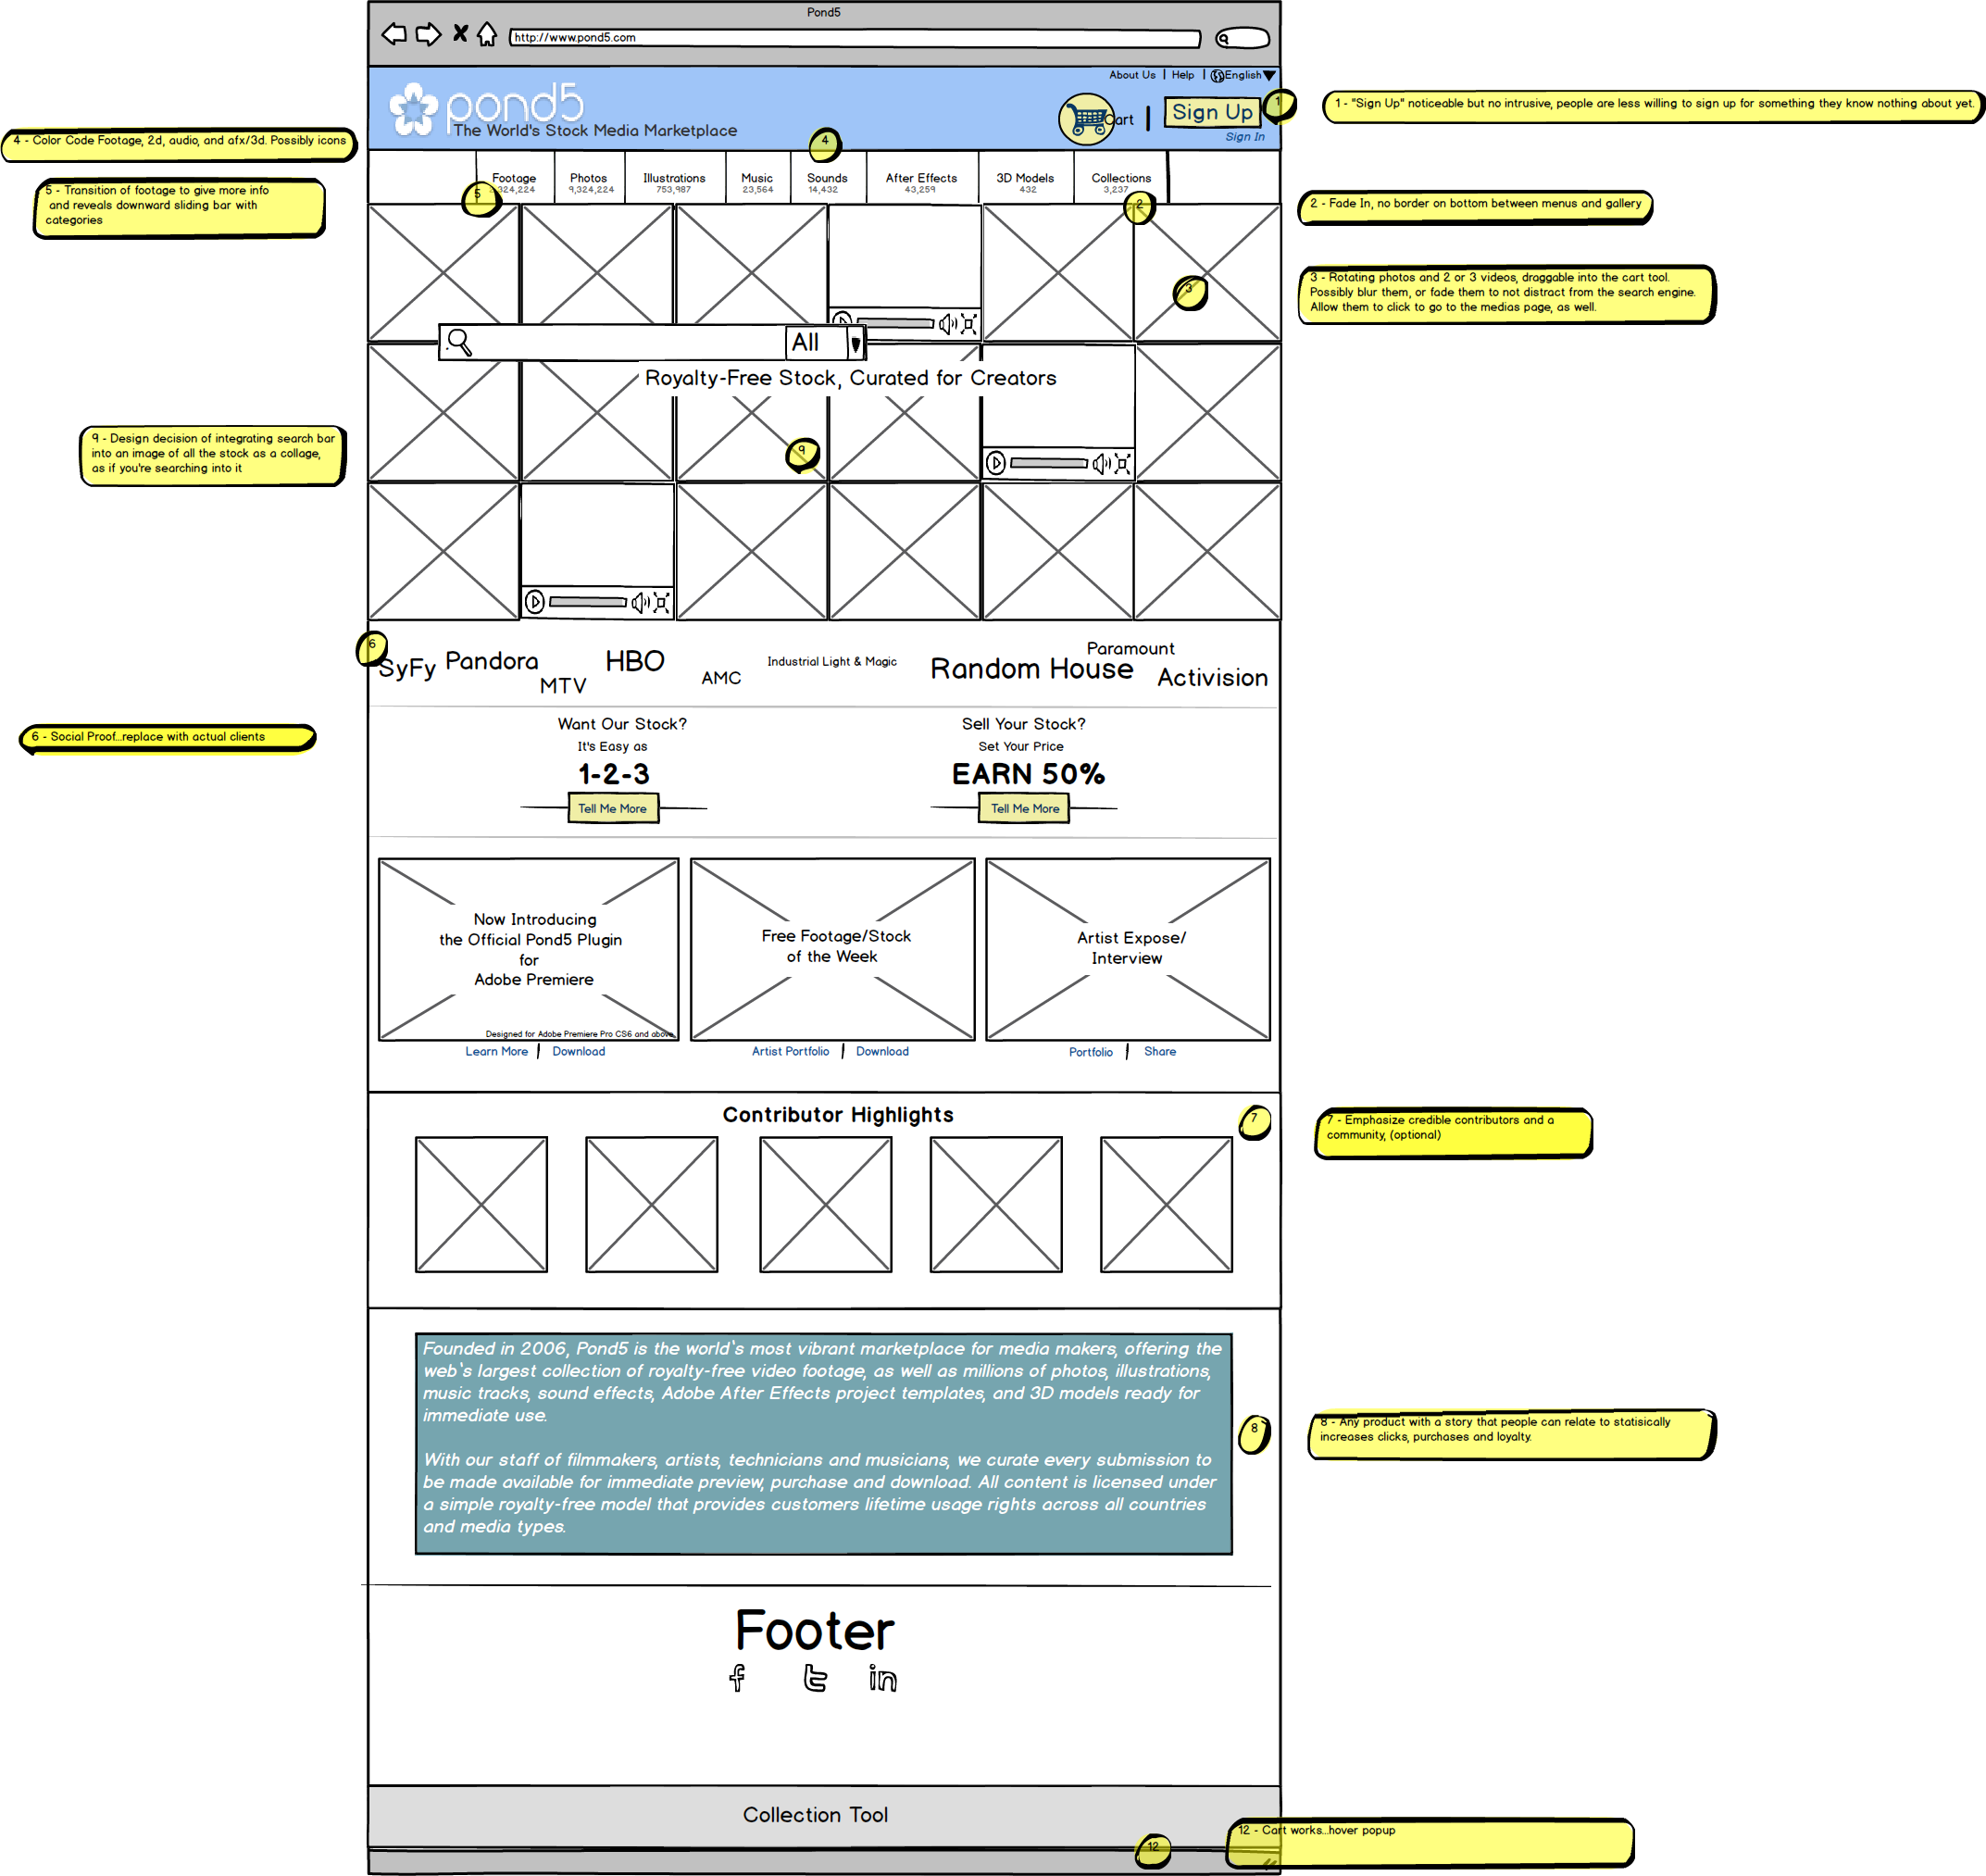 Pond5
http://www.pond5.com
About Us | Help | English
pond5
The World's Stock Media Marketplace
Cart | Sign Up
Sign In
1
1 - "Sign Up" noticeable but no intrusive, people are less willing to sign up for something they know nothing about yet.
4 - Color Code Footage, 2d, audio, and afx/3d. Possibly icons
4
5 - Transition of footage to give more info
and reveals downward sliding bar with
categories
5
Footage
,324,224
Photos
9,324,224
Illustrations
753,987
Music
23,564
Sounds
14,432
After Effects
43,259
3D Models
432
Collections
3,237
2
2 - Fade In, no border on bottom between menus and gallery
3
3 - Rotating photos and 2 or 3 videos, draggable into the cart tool.
Possibly blur them, or fade them to not distract from the search engine.
Allow them to click to go to the medias page, as well.
All
Royalty-Free Stock, Curated for Creators
9 - Design decision of integrating search bar
into an image of all the stock as a collage,
as if you're searching into it
9
6
SyFy
Pandora
MTV
HBO
AMC
Industrial Light & Magic
Random House
Paramount
Activision
6 - Social Proof...replace with actual clients
Want Our Stock?
It's Easy as
1-2-3
Tell Me More
Sell Your Stock?
Set Your Price
EARN 50%
Tell Me More
Now Introducing
the Official Pond5 Plugin
for
Adobe Premiere
Designed for Adobe Premiere Pro CS6 and above
Learn More | Download
Free Footage/Stock
of the Week
Artist Portfolio | Download
Artist Expose/
Interview
Portfolio | Share
Contributor Highlights
7
7 - Emphasize credible contributors and a
community, (optional)
Founded in 2006, Pond5 is the world`s most vibrant marketplace for media makers, offering the
web`s largest collection of royalty-free video footage, as well as millions of photos, illustrations,
music tracks, sound effects, Adobe After Effects project templates, and 3D models ready for
immediate use.
With our staff of filmmakers, artists, technicians and musicians, we curate every submission to
be made available for immediate preview, purchase and download. All content is licensed under
a simple royalty-free model that provides customers lifetime usage rights across all countries
and media types.
8
8 - Any product with a story that people can relate to statisically
increases clicks, purchases and loyalty.
Footer
f t in
Collection Tool
12
12 - Cart works...hover popup